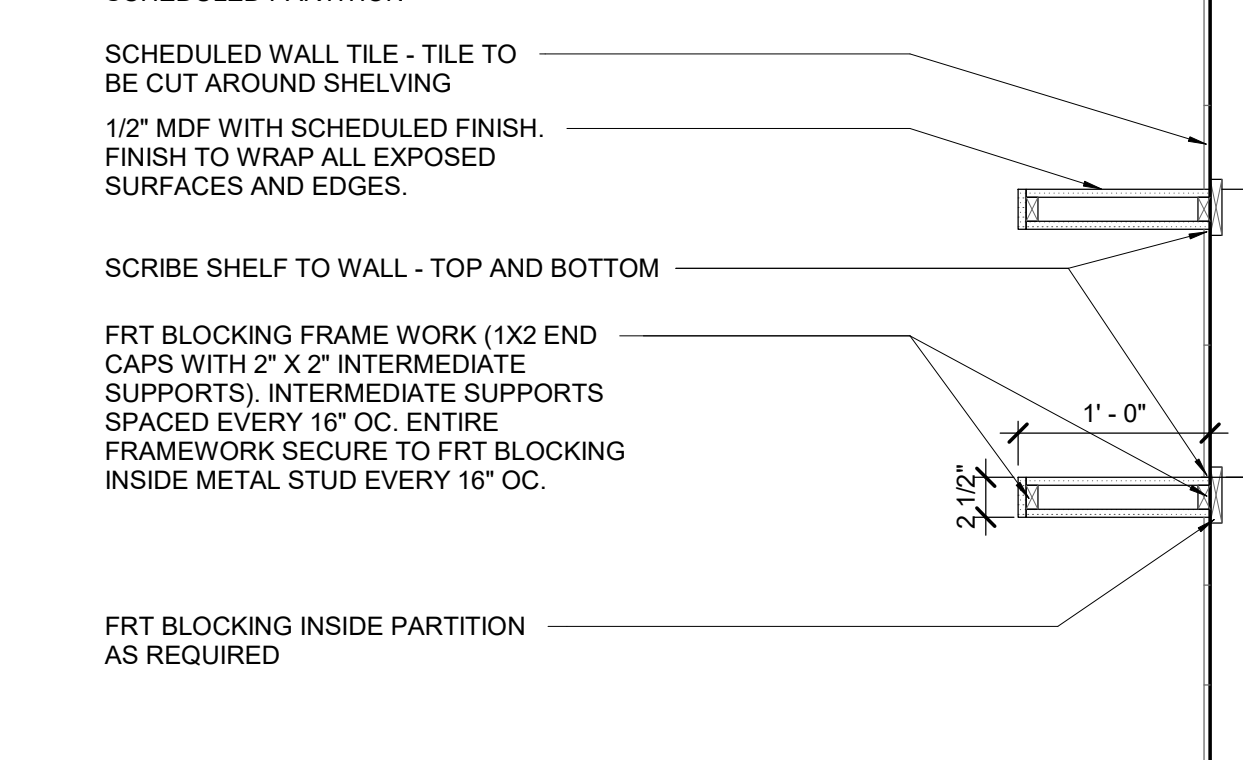 SCHEDULED PARTITION
SCHEDULED WALL TILE - TILE TO
BE CUT AROUND SHELVING
1/2" MDF WITH SCHEDULED FINISH.
FINISH TO WRAP ALL EXPOSED
SURFACES AND EDGES.
SCRIBE SHELF TO WALL - TOP AND BOTTOM
FRT BLOCKING FRAME WORK (1X2 END
CAPS WITH 2" X 2" INTERMEDIATE
SUPPORTS). INTERMEDIATE SUPPORTS
SPACED EVERY 16" OC. ENTIRE
FRAMEWORK SECURE TO FRT BLOCKING
INSIDE METAL STUD EVERY 16" OC.
1' - 0"
2 1/2"
FRT BLOCKING INSIDE PARTITION
AS REQUIRED